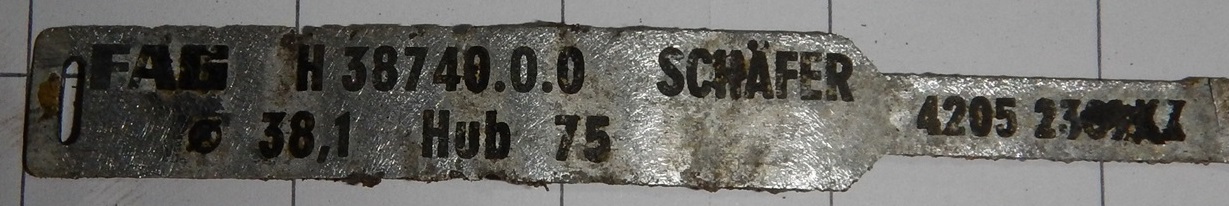 FAG H 38740.0.0 SCHÄFER
ø 38,1 Hub 75
4205